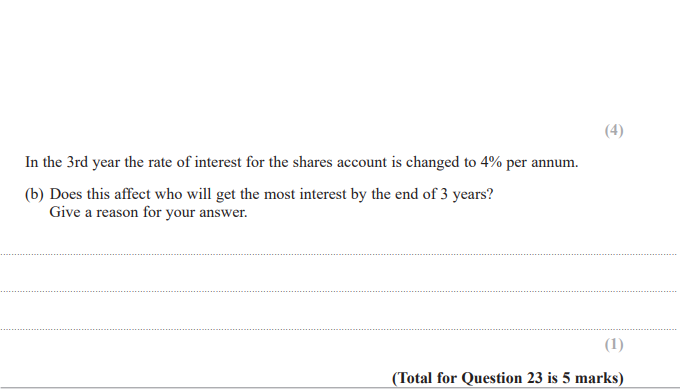 (4)
In the 3rd year the rate of interest for the shares account is changed to 4% per annum.
(b) Does this affect who will get the most interest by the end of 3 years?
Give a reason for your answer.
(1)
(Total for Question 23 is 5 marks)